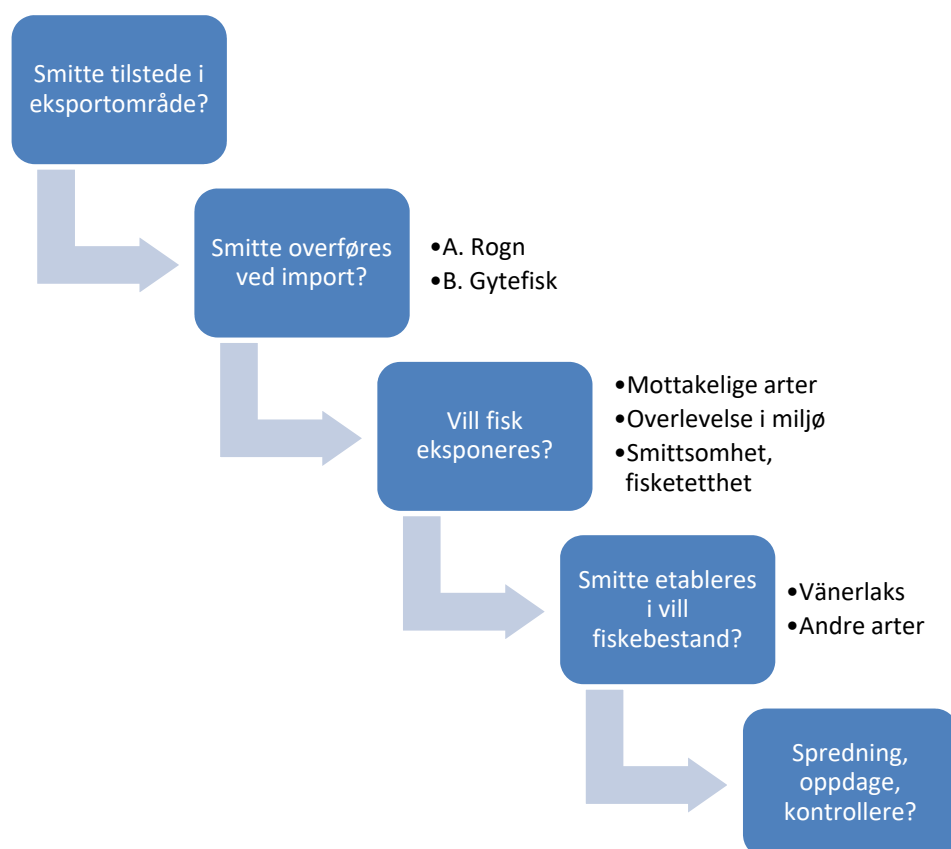 Smitte tilstede i
eksportområde?
Smitte overføres
ved import?
•A. Rogn
•B. Gytefisk
Vill fisk
eksponeres?
•Mottakelige arter
•Overlevelse i miljø
•Smittsomhet,
fisketetthet
Smitte etableres
i vill
fiskebestand?
•Vänerlaks
•Andre arter
Spredning,
oppdage,
kontrollere?